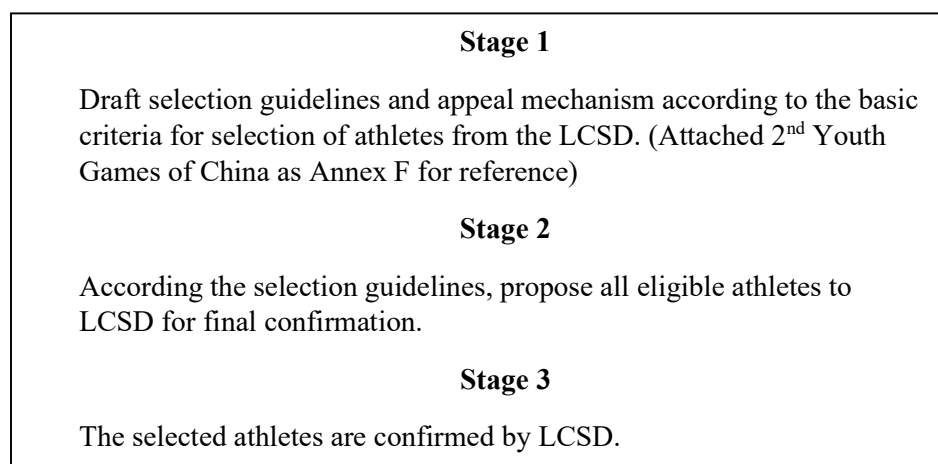 Stage 1
Draft selection guidelines and appeal mechanism according to the basic
criteria for selection of athletes from the LCSD. (Attached 2nd Youth
Games of China as Annex F for reference)
Stage 2
According the selection guidelines, propose all eligible athletes to
LCSD for final confirmation.
Stage 3
The selected athletes are confirmed by LCSD.